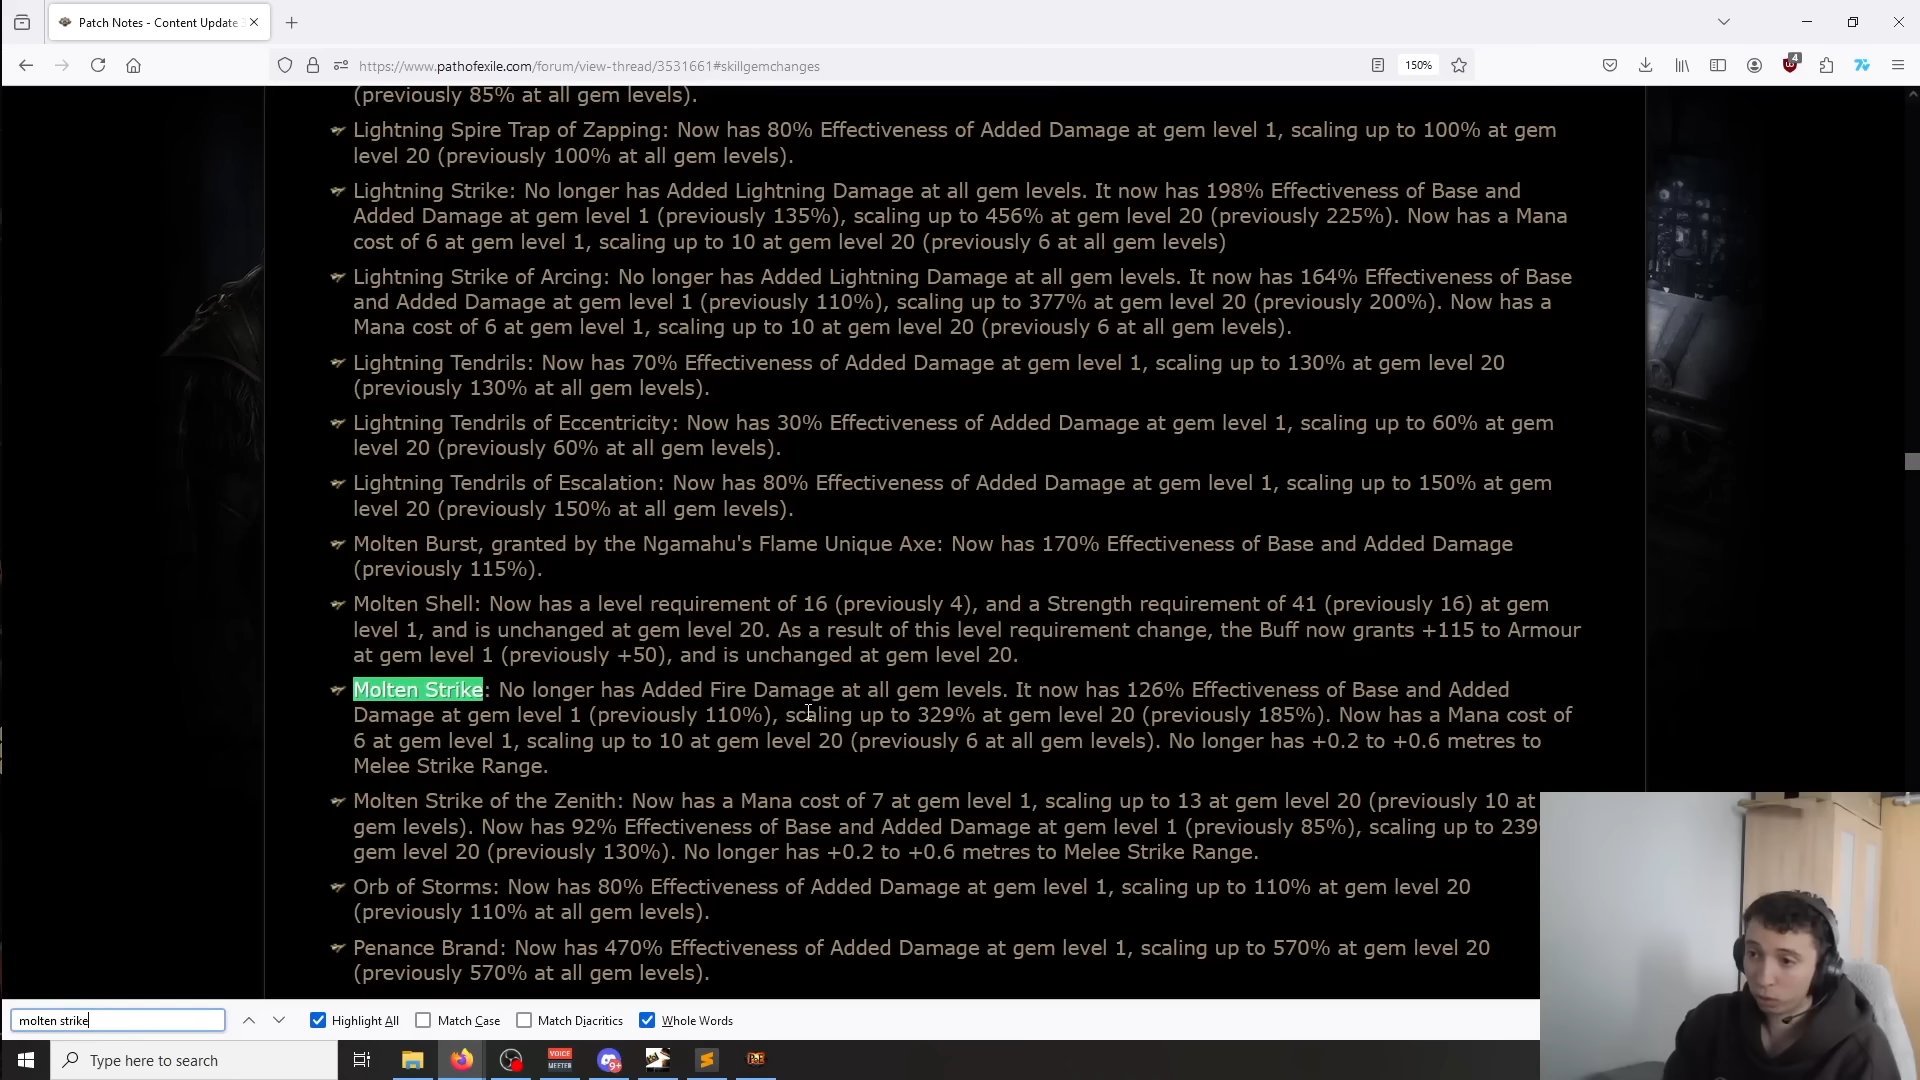 Patch Notes - Content Update
https://www.pathofexile.com/forum/view-thread/3531661#skillgemchanges
150%
4
(previously 85% at all gem levels).
Lightning Spire Trap of Zapping: Now has 80% Effectiveness of Added Damage at gem level 1, scaling up to 100% at gem
level 20 (previously 100% at all gem levels).
Lightning Strike: No longer has Added Lightning Damage at all gem levels. It now has 198% Effectiveness of Base and
Added Damage at gem level 1 (previously 135%), scaling up to 456% at gem level 20 (previously 225%). Now has a Mana
cost of 6 at gem level 1, scaling up to 10 at gem level 20 (previously 6 at all gem levels)
Lightning Strike of Arcing: No longer has Added Lightning Damage at all gem levels. It now has 164% Effectiveness of Base
and Added Damage at gem level 1 (previously 110%), scaling up to 377% at gem level 20 (previously 200%). Now has a
Mana cost of 6 at gem level 1, scaling up to 10 at gem level 20 (previously 6 at all gem levels).
Lightning Tendrils: Now has 70% Effectiveness of Added Damage at gem level 1, scaling up to 130% at gem level 20
(previously 130% at all gem levels).
Lightning Tendrils of Eccentricity: Now has 30% Effectiveness of Added Damage at gem level 1, scaling up to 60% at gem
level 20 (previously 60% at all gem levels).
Lightning Tendrils of Escalation: Now has 80% Effectiveness of Added Damage at gem level 1, scaling up to 150% at gem
level 20 (previously 150% at all gem levels).
Molten Burst, granted by the Ngamahu's Flame Unique Axe: Now has 170% Effectiveness of Base and Added Damage
(previously 115%).
Molten Shell: Now has a level requirement of 16 (previously 4), and a Strength requirement of 41 (previously 16) at gem
level 1, and is unchanged at gem level 20. As a result of this level requirement change, the Buff now grants +115 to Armour
at gem level 1 (previously +50), and is unchanged at gem level 20.
Molten Strike: No longer has Added Fire Damage at all gem levels. It now has 126% Effectiveness of Base and Added
Damage at gem level 1 (previously 110%), scaling up to 329% at gem level 20 (previously 185%). Now has a Mana cost of
6 at gem level 1, scaling up to 10 at gem level 20 (previously 6 at all gem levels). No longer has +0.2 to +0.6 metres to
Melee Strike Range.
Molten Strike of the Zenith: Now has a Mana cost of 7 at gem level 1, scaling up to 13 at gem level 20 (previously 10 at
gem levels). Now has 92% Effectiveness of Base and Added Damage at gem level 1 (previously 85%), scaling up to 239
gem level 20 (previously 130%). No longer has +0.2 to +0.6 metres to Melee Strike Range.
Orb of Storms: Now has 80% Effectiveness of Added Damage at gem level 1, scaling up to 110% at gem level 20
(previously 110% at all gem levels).
Penance Brand: Now has 470% Effectiveness of Added Damage at gem level 1, scaling up to 570% at gem level 20
(previously 570% at all gem levels).
molten strike
Highlight All
Match Case
Match Diacritics
Whole Words
Type here to search
VOICE
MEETER
9+